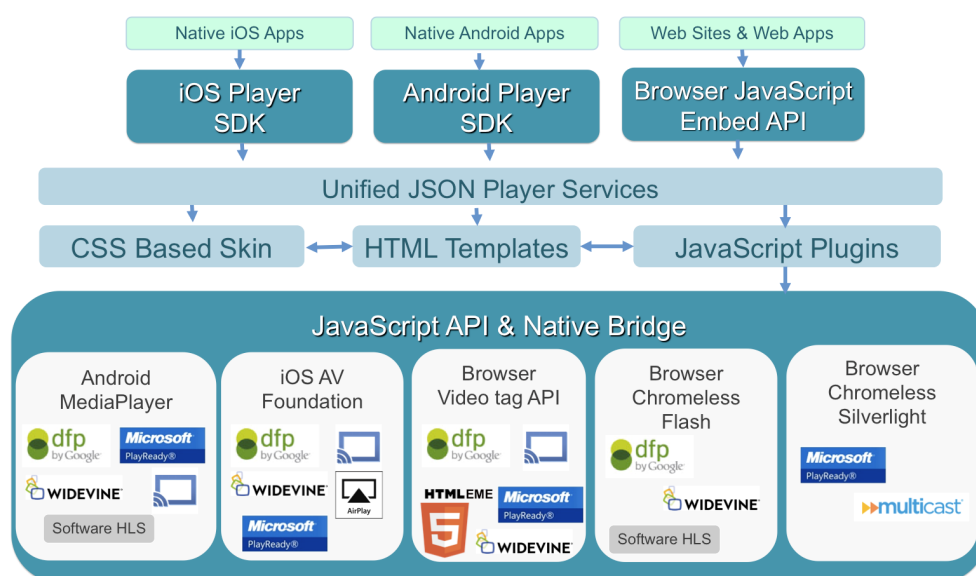 Native iOS Apps
Native Android Apps
Web Sites & Web Apps
iOS Player
SDK
Android Player
SDK
Browser JavaScript
Embed API
Unified JSON Player Services
CSS Based Skin
HTML Templates
JavaScript Plugins
JavaScript API & Native Bridge
Android
MediaPlayer
dfp
by Google
Microsoft
PlayReady®
WIDEVINE
Software HLS
iOS AV
Foundation
dfp
by Google
WIDEVINE
AirPlay
Microsoft
PlayReady®
Browser
Video tag API
dfp
by Google
HTML EME
5
Microsoft
PlayReady®
WIDEVINE
Browser
Chromeless
Flash
dfp
by Google
WIDEVINE
Software HLS
Browser
Chromeless
Silverlight
Microsoft
PlayReady®
multicast